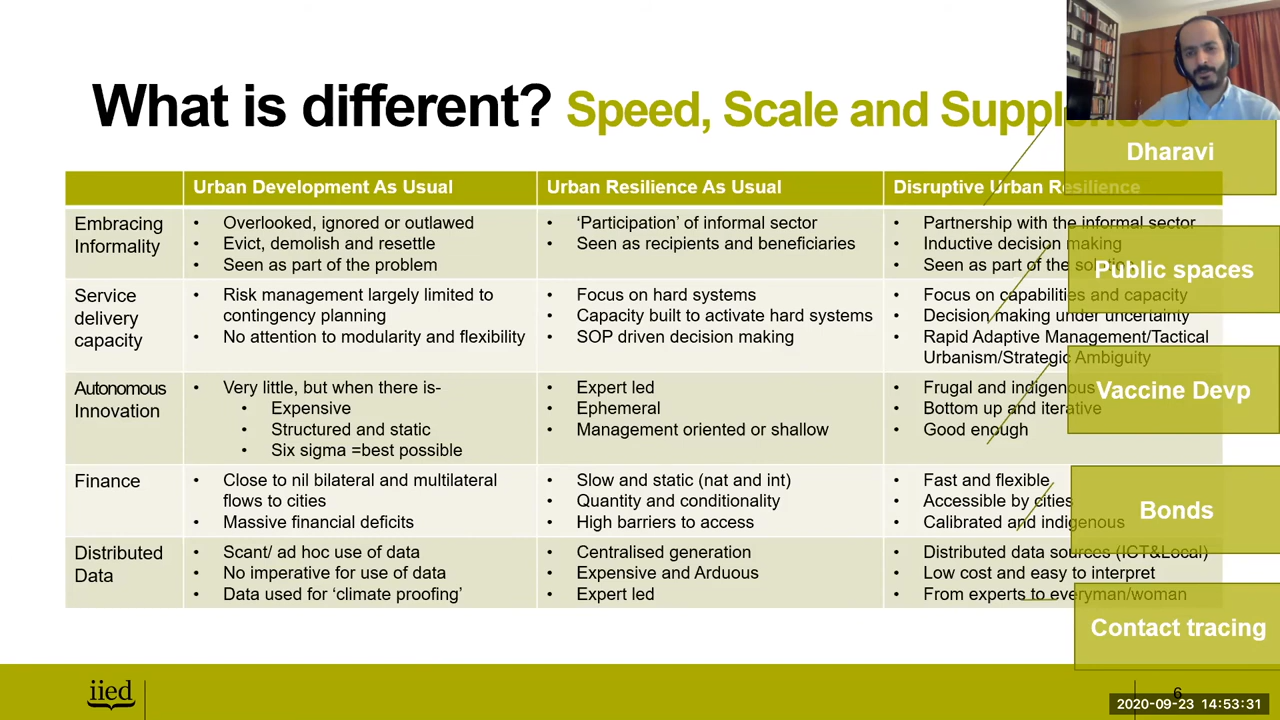 What is different? Speed, Scale and Suppleness
Dharavi
Urban Development As Usual
Urban Resilience As Usual
Disruptive Urban Resilience
Embracing
Informality
• Overlooked, ignored or outlawed
• Evict, demolish and resettle
• Seen as part of the problem
• ‘Participation’ of informal sector
• Seen as recipients and beneficiaries
• Partnership with the informal sector
• Inductive decision making
• Seen as part of the solution
Public spaces
Service
delivery
capacity
• Risk management largely limited to
contingency planning
• No attention to modularity and flexibility
• Focus on hard systems
• Capacity built to activate hard systems
• SOP driven decision making
• Focus on capabilities and capacity
• Decision making under uncertainty
• Rapid Adaptive Management/Tactical
Urbanism/Strategic Ambiguity
Autonomous
Innovation
• Very little, but when there is-
• Expensive
• Structured and static
• Six sigma =best possible
• Expert led
• Ephemeral
• Management oriented or shallow
• Frugal and indigenous
• Bottom up and iterative
• Good enough
Vaccine Devp
Finance
• Close to nil bilateral and multilateral
flows to cities
• Massive financial deficits
• Slow and static (nat and int)
• Quantity and conditionality
• High barriers to access
• Fast and flexible
• Accessible by cities
• Calibrated and indigenous
Bonds
Distributed
Data
• Scant/ ad hoc use of data
• No imperative for use of data
• Data used for ‘climate proofing’
• Centralised generation
• Expensive and Arduous
• Expert led
• Distributed data sources (ICT&Local)
• Low cost and easy to interpret
• From experts to everyman/woman
Contact tracing
iied
6
2020-09-23 14:53:31